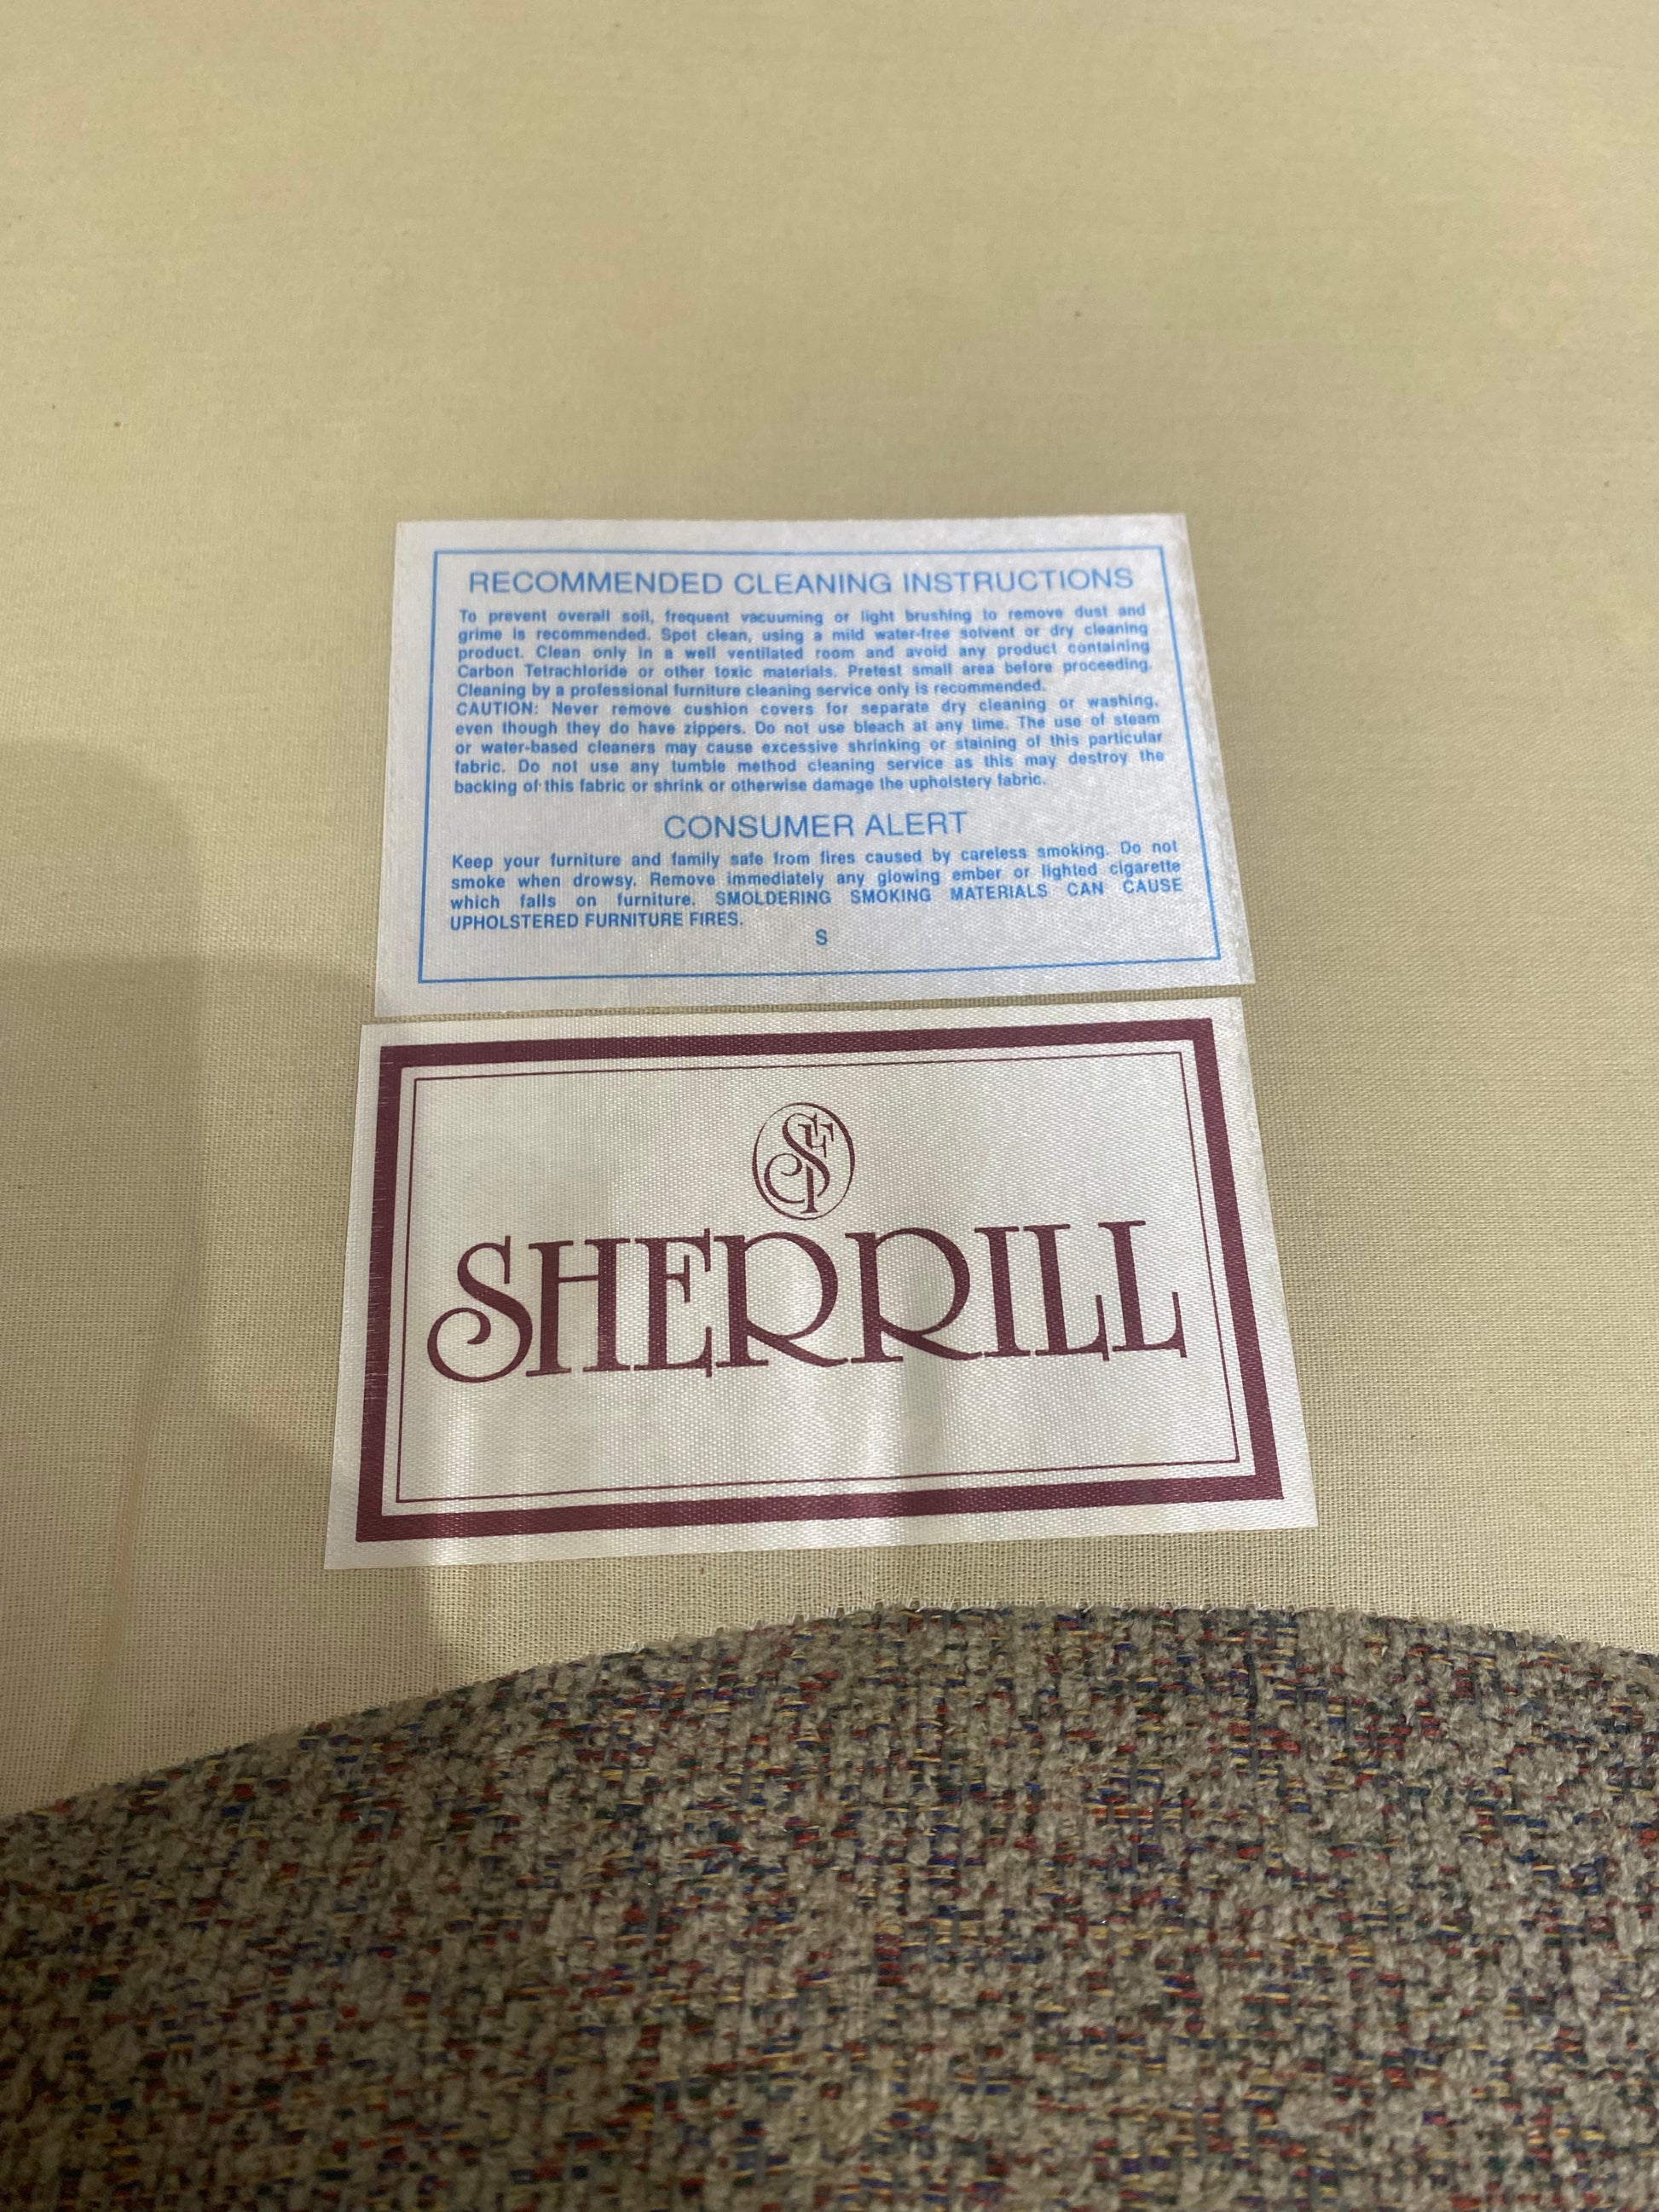 RECOMMENDED CLEANING INSTRUCTIONS
To prevent overall soil, frequent vacuuming or light brushing to remove dust and
grime is recommended. Spot clean, using a mild water-free solvent or dry cleaning
product. Clean only in a well ventilated room and avoid any product containing
Carbon Tetrachloride or other toxic materials. Pretest small area before proceeding.
Cleaning by a professional furniture cleaning service only is recommended.
CAUTION: Never remove cushion covers for separate dry cleaning or washing,
even though they do have zippers. Do not use bleach at any time. The use of steam
or water-based cleaners may cause excessive shrinking or staining of this particular
fabric. Do not use any tumble method cleaning service as this may destroy the
backing of this fabric or shrink or otherwise damage the upholstery fabric.
CONSUMER ALERT
Keep your furniture and family safe from fires caused by careless smoking. Do not
smoke when drowsy. Remove immediately any glowing ember or lighted cigarette
which falls on furniture. SMOLDERING SMOKING MATERIALS CAN CAUSE
UPHOLSTERED FURNITURE FIRES.
S
SF
SHERRILL